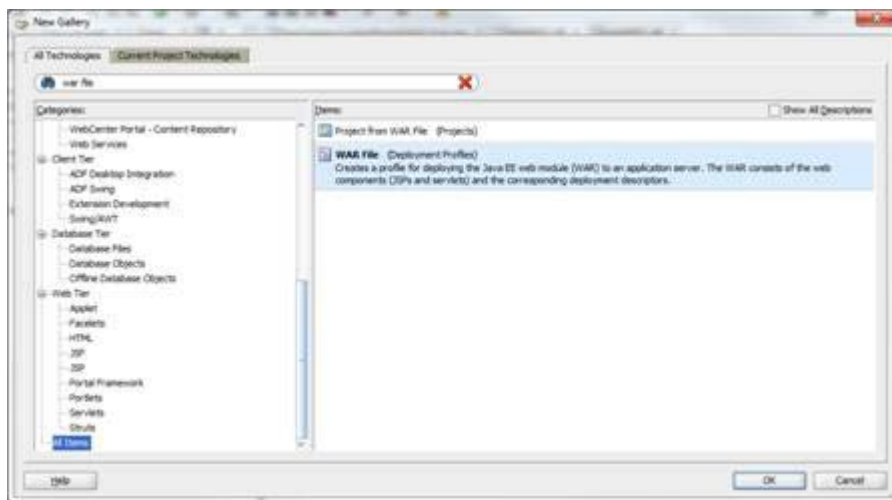 New Gallery
All Technologies Current Project Technologies
war file
Categories:
WebCenter Portal - Content Repository
Web Services
Client Tier
ADF Desktop Integration
ADF Swing
Extension Development
Swing/AWT
Database Tier
Database Files
Database Objects
Offline Database Objects
Web Tier
Applet
Facelets
HTML
JSP
JSP
Portal Framework
Portlets
Servlets
Struts
All Items
Items:
Show All Descriptions
Project from WAR File (Projects)
WAR File (Deployment Profiles)
Creates a profile for deploying the Java EE web module (WAR) to an application server. The WAR consists of the web
components (JSPs and servlets) and the corresponding deployment descriptors.
Help OK Cancel